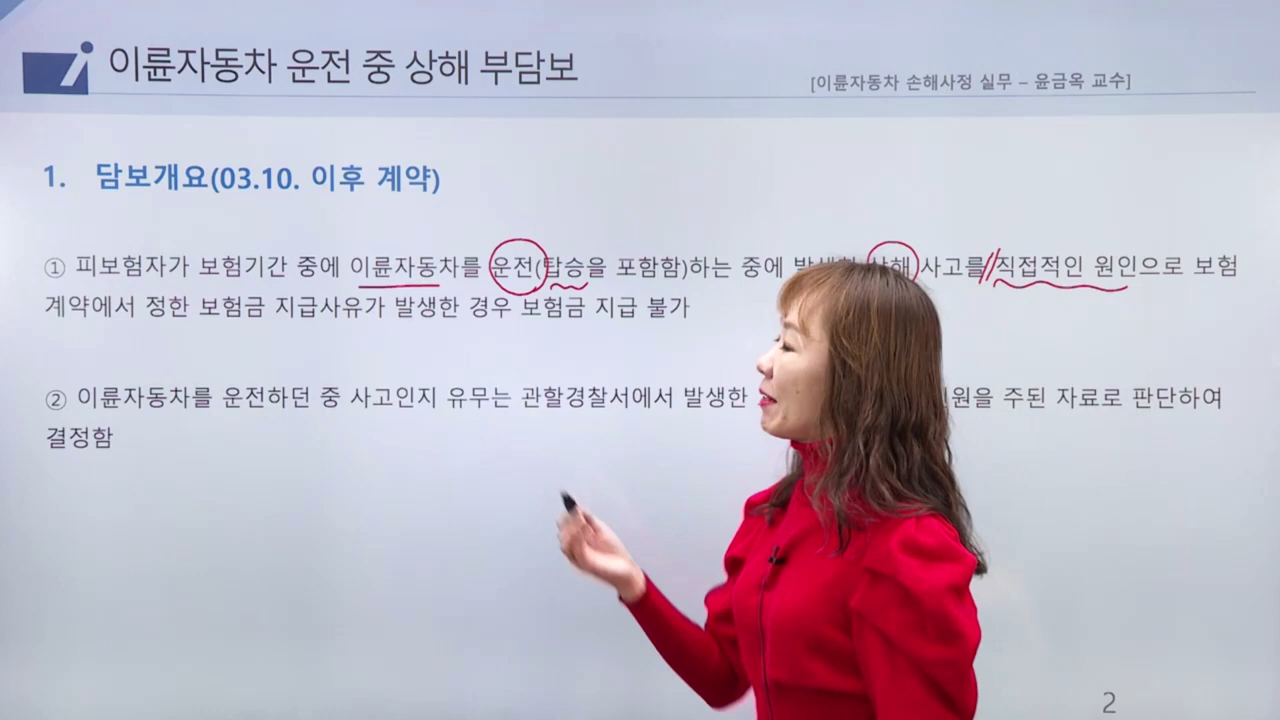 이륜자동차 운전 중 상해 부담보
[이륜자동차 손해사정 실무 – 윤금옥 교수]
1. 담보개요(03.10. 이후 계약)
① 피보험자가 보험기간 중에 이륜자동차를 운전(탑승을 포함함)하는 중에 발생한 상해 사고를 직접적인 원인으로 보험
계약에서 정한 보험금 지급사유가 발생한 경우 보험금 지급 불가
② 이륜자동차를 운전하던 중 사고인지 유무는 관할경찰서에서 발생한 원을 주된 자료로 판단하여
결정함
2